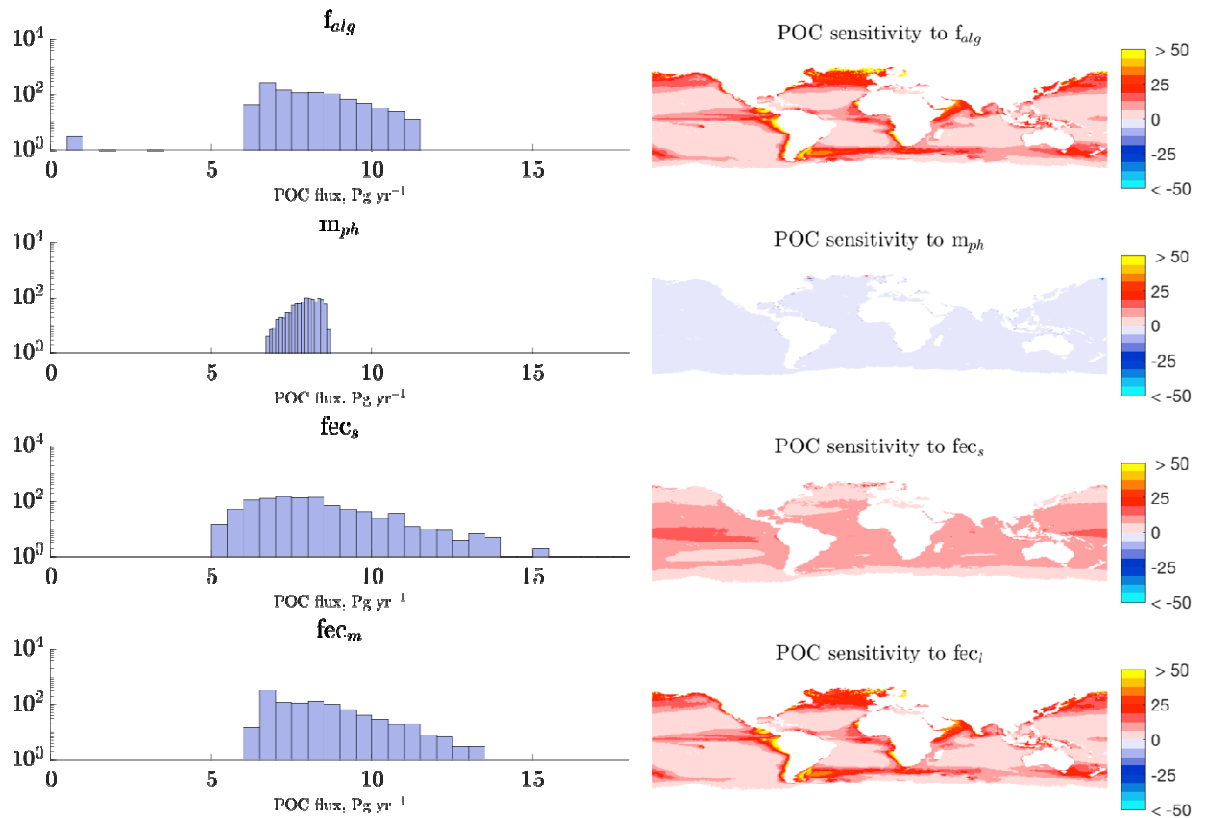 f_alg
10^4
10^2
10^0
0 5 10 15
POC flux, Pg yr^−1
POC sensitivity to f_alg
> 50
25
0
-25
< -50
m_ph
10^4
10^2
10^0
0 5 10 15
POC flux, Pg yr^−1
POC sensitivity to m_ph
> 50
25
0
-25
< -50
fec_s
10^4
10^2
10^0
0 5 10 15
POC flux, Pg yr^−1
POC sensitivity to fec_s
> 50
25
0
-25
< -50
fec_m
10^4
10^2
10^0
0 5 10 15
POC flux, Pg yr^−1
POC sensitivity to fec_l
> 50
25
0
-25
< -50